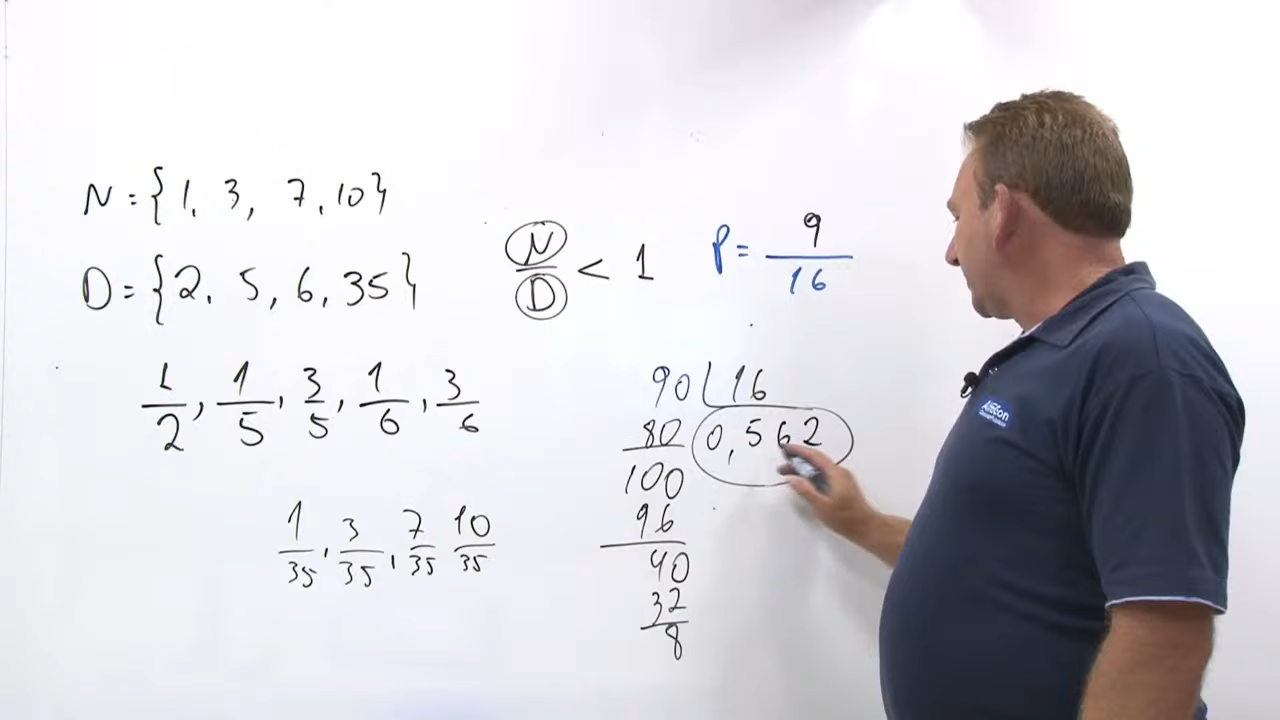 N = {1, 3, 7, 10}
D = {2, 5, 6, 35}
N/D < 1
P = 9/16
1/2, 1/5, 3/5, 1/6, 3/6
1/35, 3/35, 7/35 10/35
90 16
80 0,562
100
96
40
32
8